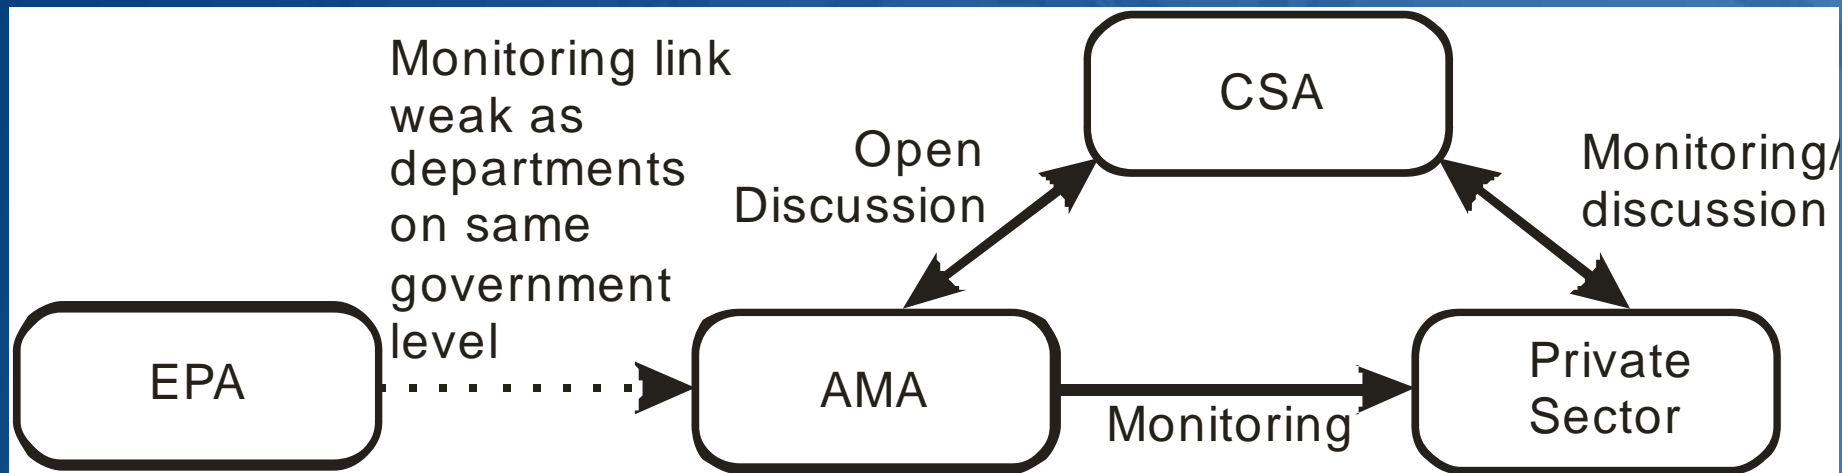 Monitoring link
weak as
departments
on same
government
level
Open
Discussion
CSA
Monitoring/
discussion
EPA
AMA
Monitoring
Private
Sector